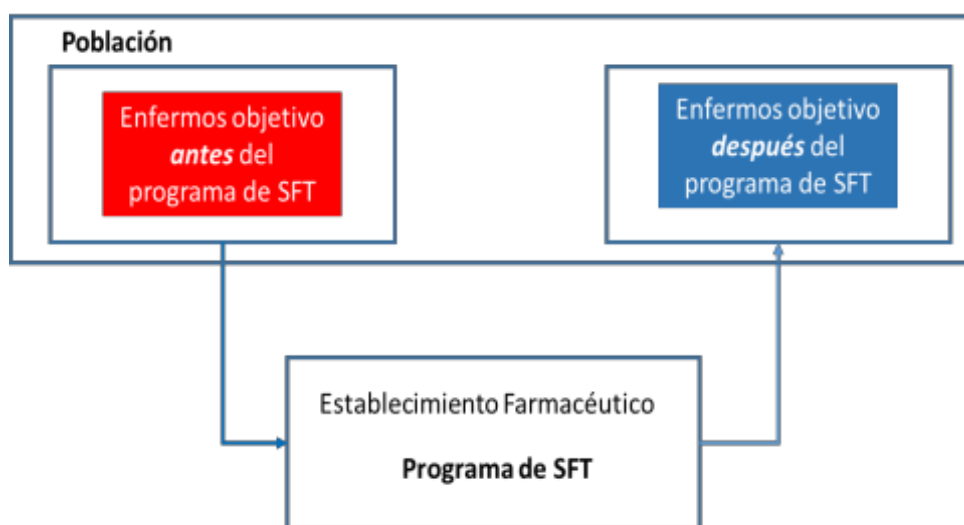 Población
Enfermos objetivo
antes del
programa de SFT
Enfermos objetivo
después del
programa de SFT
Establecimiento Farmacéutico
Programa de SFT